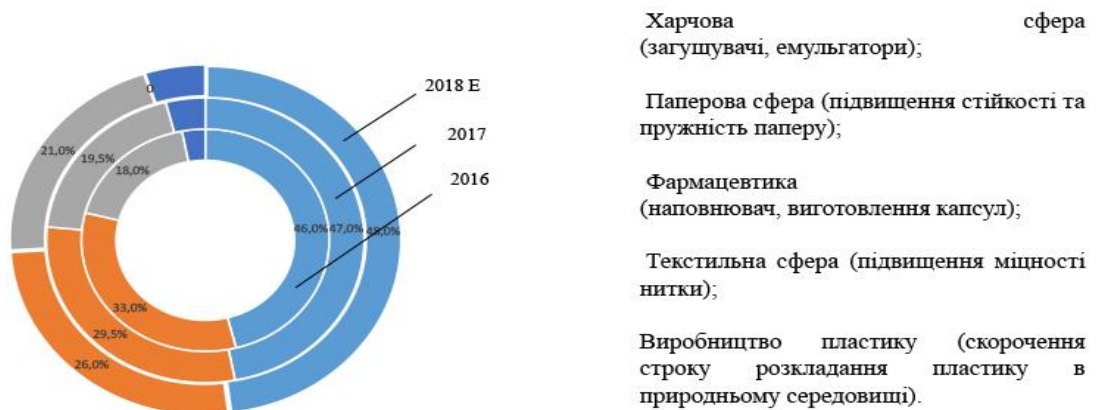 2018 E
2017
2016
0
21,0%
19,5%
18,0%
46,0%
47,0%
48,0%
33,0%
29,5%
26,0%
Харчова сфера
(загущувачі, емульгатори);
Паперова сфера (підвищення стійкості та
пружність паперу);
Фармацевтика
(наповнювач, виготовлення капсул);
Текстильна сфера (підвищення міцності
нитки);
Виробництво пластику (скорочення
строку розкладання пластику в
природньому середовищі).